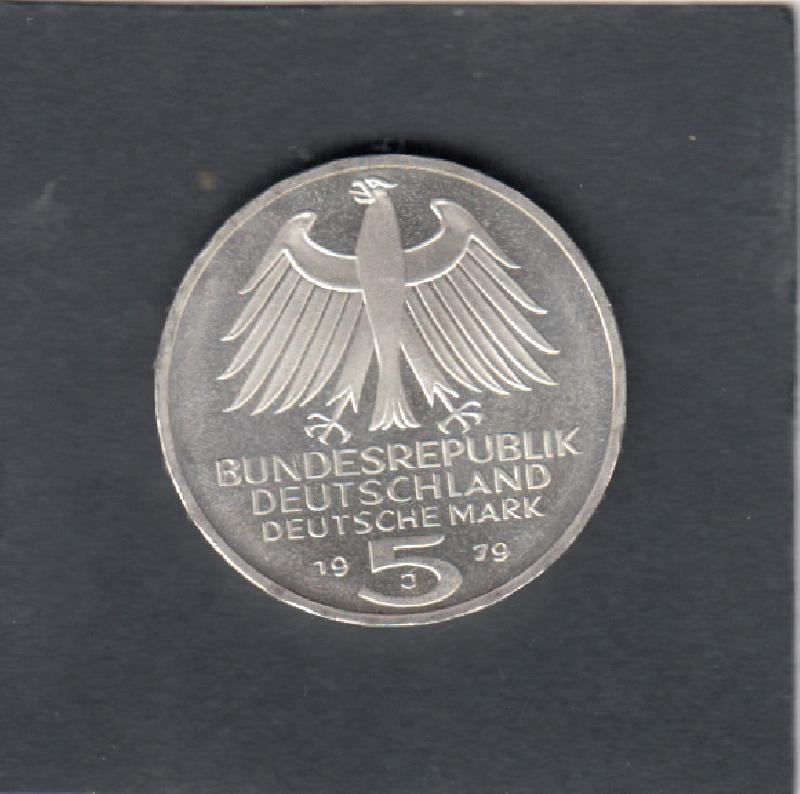 BUNDESREPUBLIK
DEUTSCHLAND
DEUTSCHE MARK
19 5 79
J